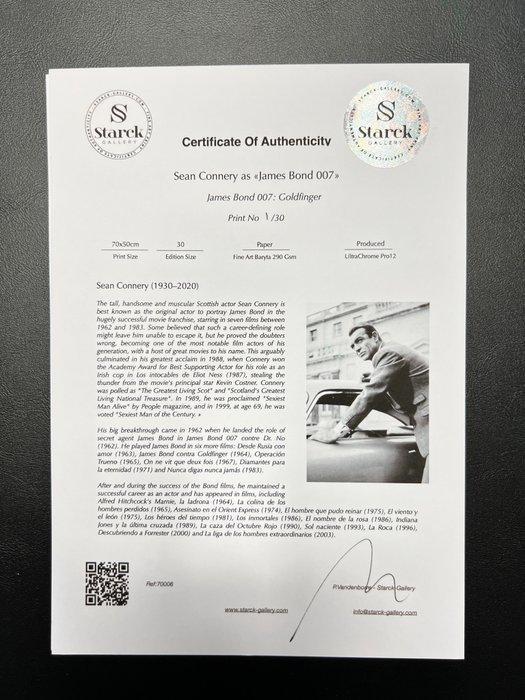 STARCK-GALLERY.COM
Starck
GALLERY
Starck
GALLERY
Certificate Of Authenticity
Sean Connery as «James Bond 007»
James Bond 007: Goldfinger
Print No 1/30
70x50cm 30 Paper Produced
Print Size Edition Size Fine Art Baryta 290 Gsm UltraChrome Pro12
Sean Connery (1930–2020)
The tall, handsome and muscular Scottish actor Sean Connery is
best known as the original actor to portray James Bond in the
hugely successful movie franchise, starring in seven films between
1962 and 1983. Some believed that such a career-defining role
might leave him unable to escape it, but he proved the doubters
wrong, becoming one of the most notable film actors of his
generation, with a host of great movies to his name. This arguably
culminated in his greatest acclaim in 1988, when Connery won
the Academy Award for Best Supporting Actor for his role as an
Irish cop in Los intocables de Eliot Ness (1987), stealing the
thunder from the movie's principal star Kevin Costner. Connery
was polled as "The Greatest Living Scot" and "Scotland's Greatest
Living National Treasure". In 1989, he was proclaimed "Sexiest
Man Alive" by People magazine, and in 1999, at age 69, he was
voted "Sexiest Man of the Century. »
His big breakthrough came in 1962 when he landed the role of
secret agent James Bond in James Bond 007 contre Dr. No
(1962). He played James Bond in six more films: Desde Rusia con
amor (1963), James Bond contra Goldfinger (1964), Operación
Trueno (1965), On ne vit que deux fois (1967), Diamantes para
la eternidad (1971) and Nunca digas nunca jamás (1983).
After and during the success of the Bond films, he maintained a
successful career as an actor and has appeared in films, including
Alfred Hitchcock's Marnie, la ladrona (1964), La colina de los
hombres perdidos (1965), Asesinato en el Orient Express (1974), El hombre que pudo reinar (1975), El viento y
el león (1975), Los héroes del tiempo (1981), Los inmortales (1986), El nombre de la rosa (1986), Indiana
Jones y la última cruzada (1989), La caza del Octubre Rojo (1990), Sol naciente (1993), La Roca (1996),
Descubriendo a Forrester (2000) and La liga de los hombres extraordinarios (2003).
Ref:70006
P.Vandenboore - Starck-Gallery
www.starck-gallery.com
info@starck-gallery.com